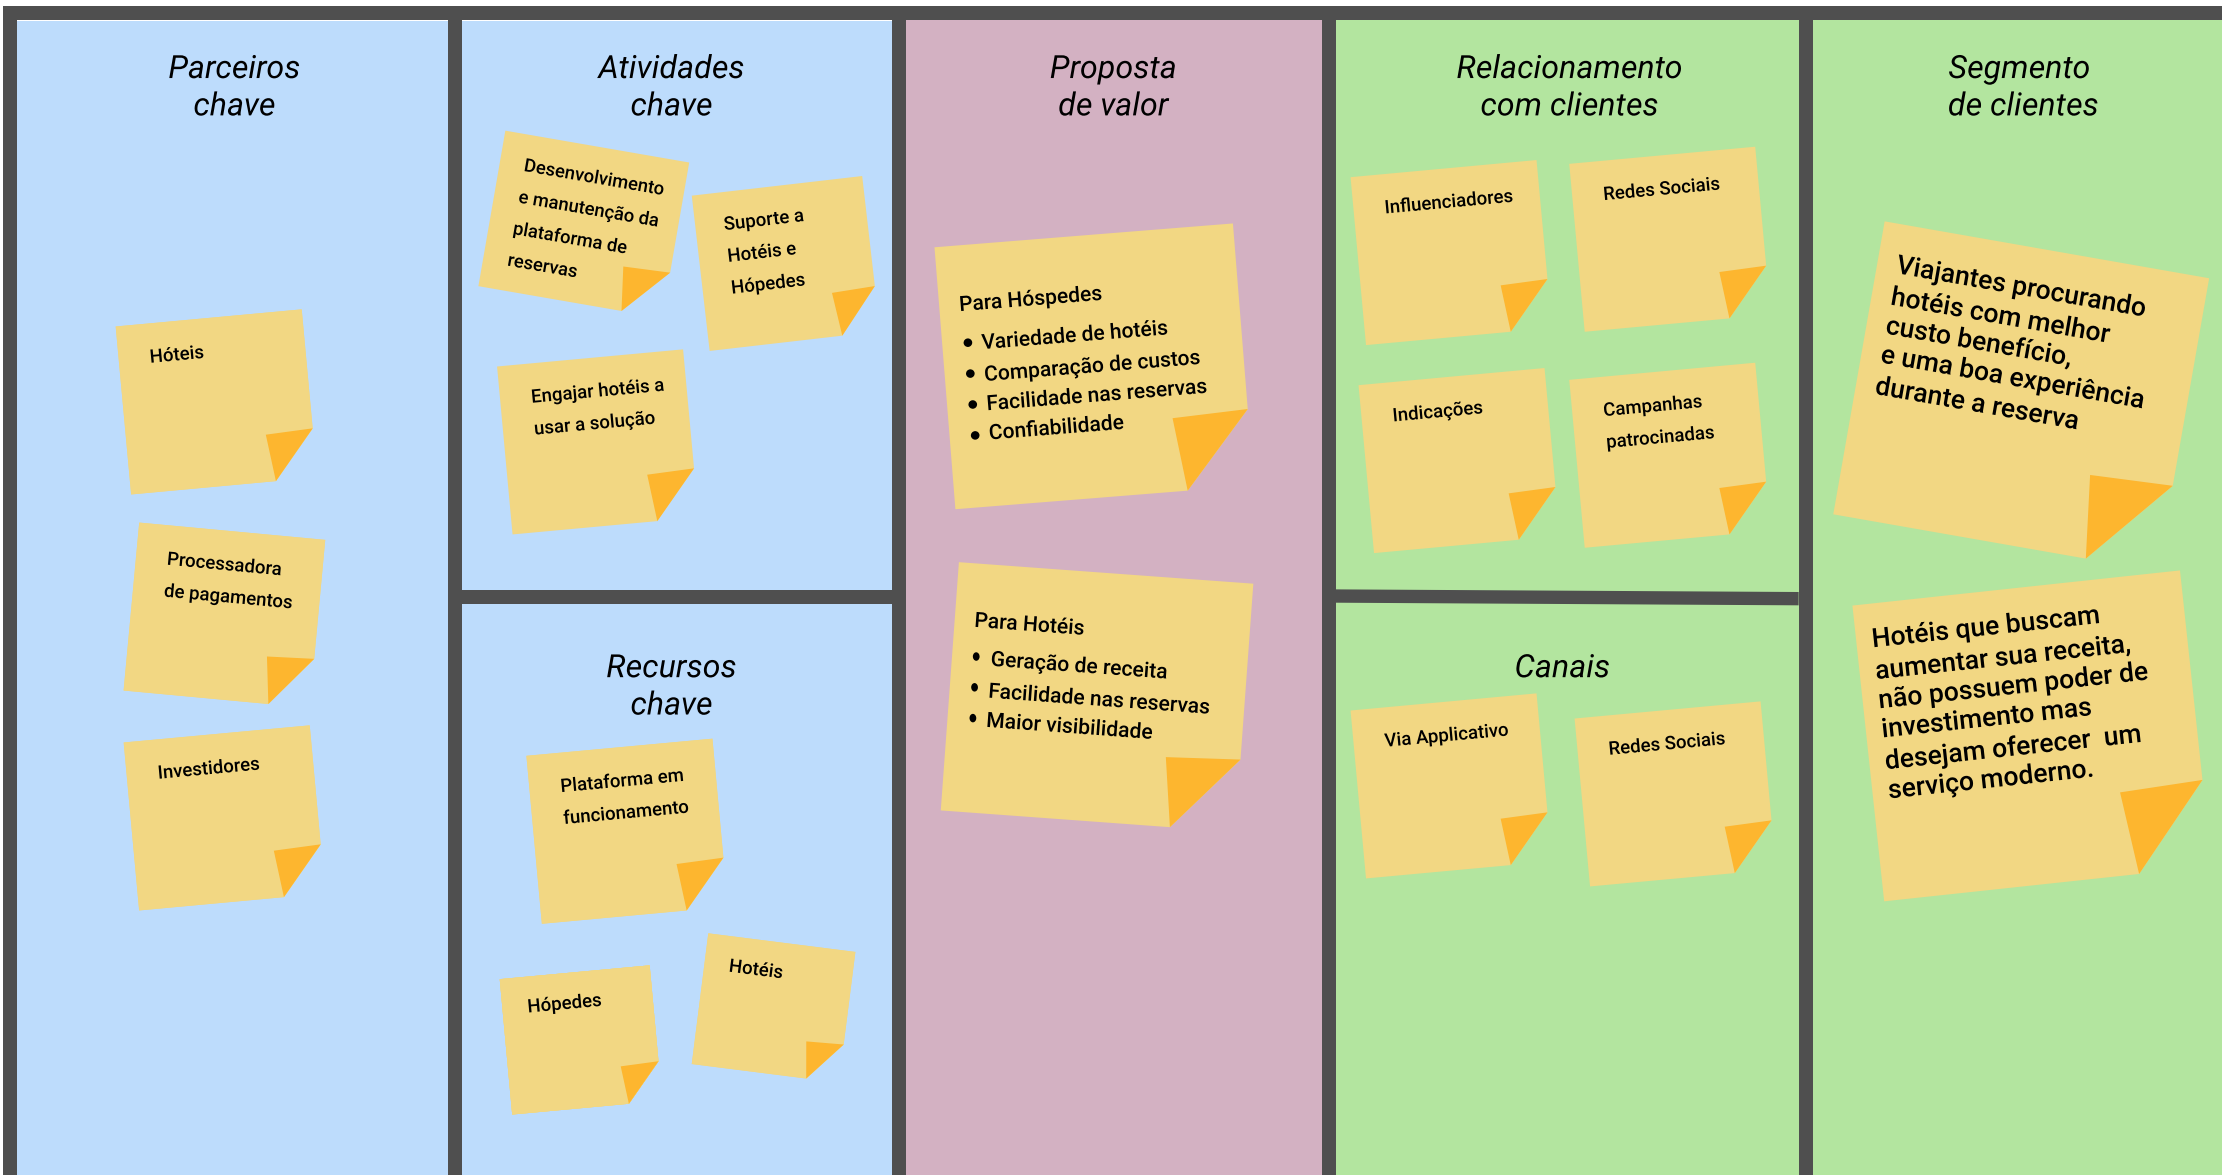 Parceiros
chave
Hóteis
Processadora
de pagamentos
Investidores
Atividades
chave
Desenvolvimento
e manutenção da
plataforma de
reservas
Suporte a
Hotéis e
Hópedes
Engajar hotéis a
usar a solução
Recursos
chave
Plataforma em
funcionamento
Hópedes
Hotéis
Proposta
de valor
Para Hóspedes
• Variedade de hotéis
• Comparação de custos
• Facilidade nas reservas
• Confiabilidade
Para Hotéis
• Geração de receita
• Facilidade nas reservas
• Maior visibilidade
Relacionamento
com clientes
Influenciadores
Redes Sociais
Indicações
Campanhas
patrocinadas
Canais
Via Applicativo
Redes Sociais
Segmento
de clientes
Viajantes procurando
hotéis com melhor
custo benefício,
e uma boa experiência
durante a reserva
Hotéis que buscam
aumentar sua receita,
não possuem poder de
investimento mas
desejam oferecer um
serviço moderno.